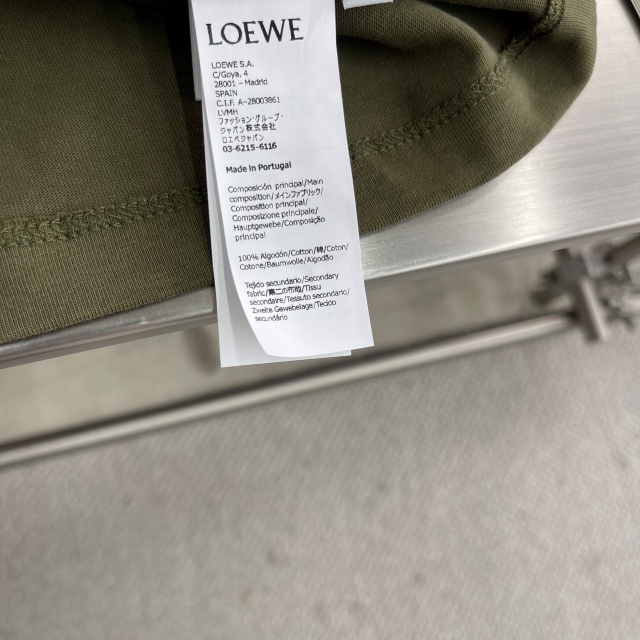 LOEWE
LOEWE S.A.
C/Goya, 4
28001 - Madrid
SPAIN
C.I.F. A-28003861
LVMH
ファッション・グループ・
ジャパン株式会社
ロエベジャパン
03-6215-6116
Made in Portugal
Composición principal/Main
composition/メインファブリック/
Composition principal/
Composizione principale/
Hauptgewebe/Composição
principal
100% Algodón/Cotton/綿/Coton/
Cotone/Baumwolle/Algodão
Tejido secundario/Secondary
fabric/第二の布地/Tissu
secondaire/Tessuto secondario/
Zweite Gewebelage/Tecido
secundário